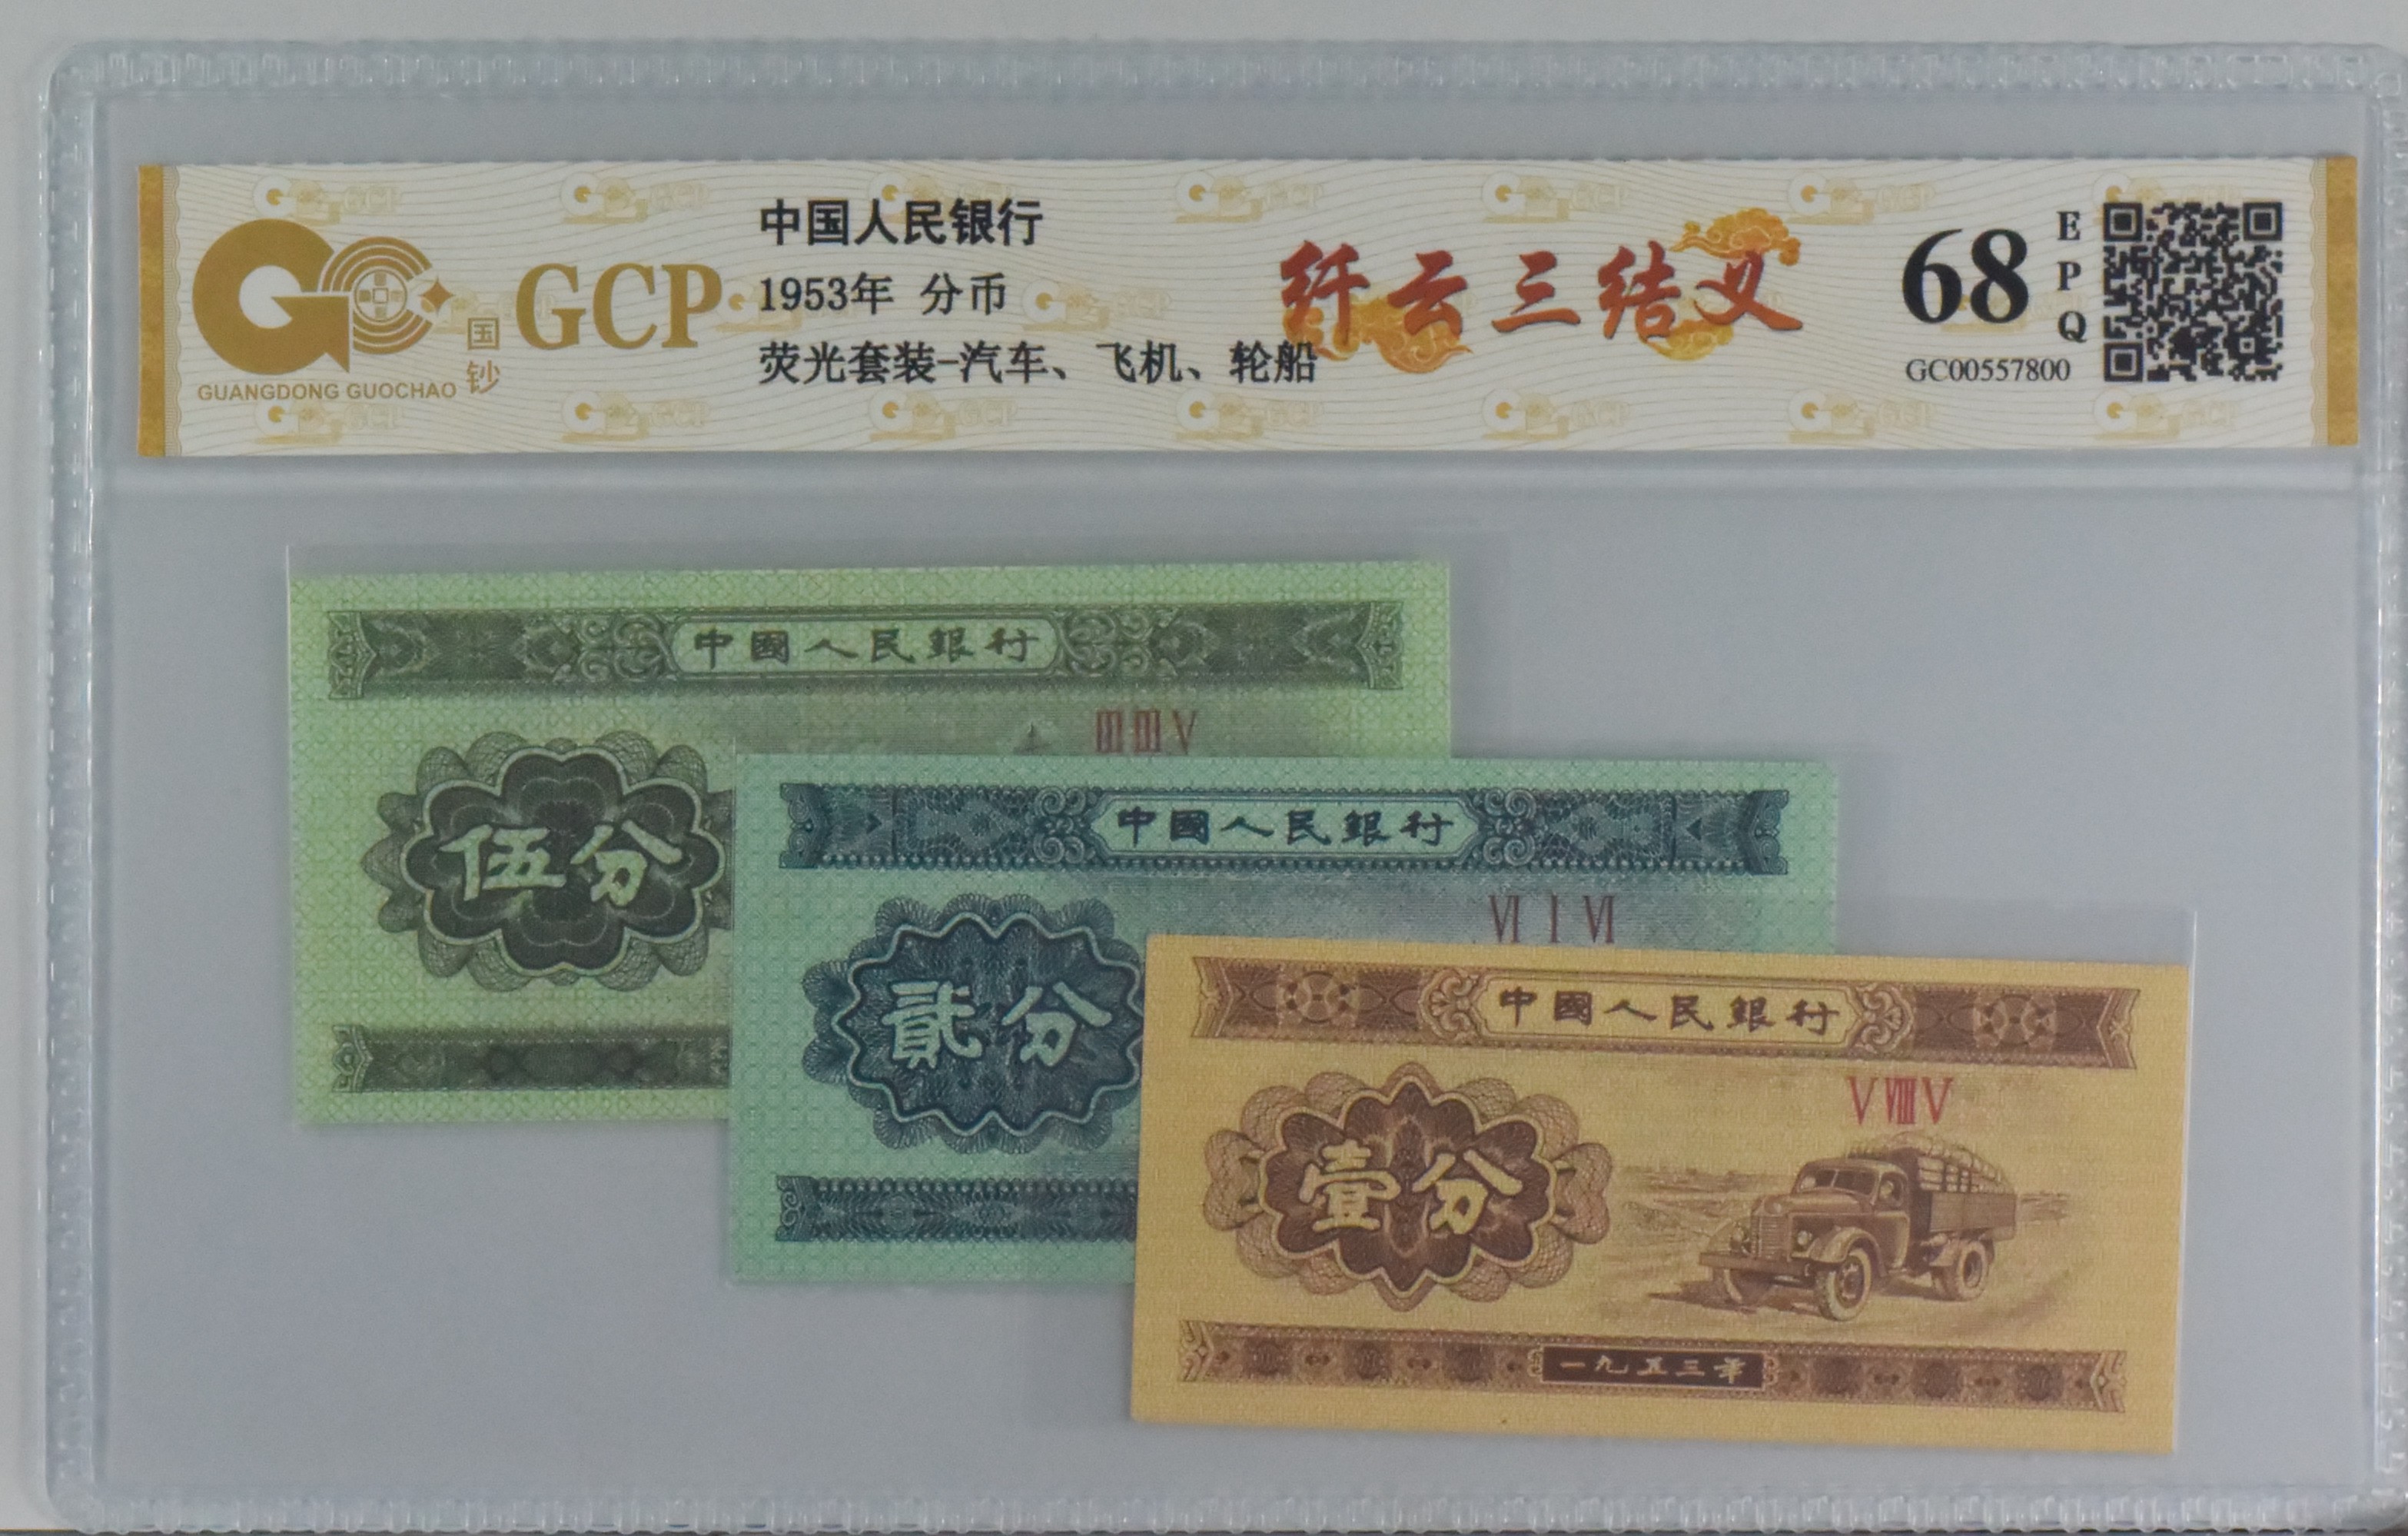 GCP
国钞
GUANGDONG GUOCHAO
中国人民银行
1953年 分币
荧光套装-汽车、飞机、轮船
纤云三结义
68
EPQ
GC00557800
中國人民銀行
ⅢⅢⅤ
伍分
中國人民銀行
ⅥⅠⅥ
貳分
中國人民銀行
ⅤⅧⅤ
壹分
一九五三年